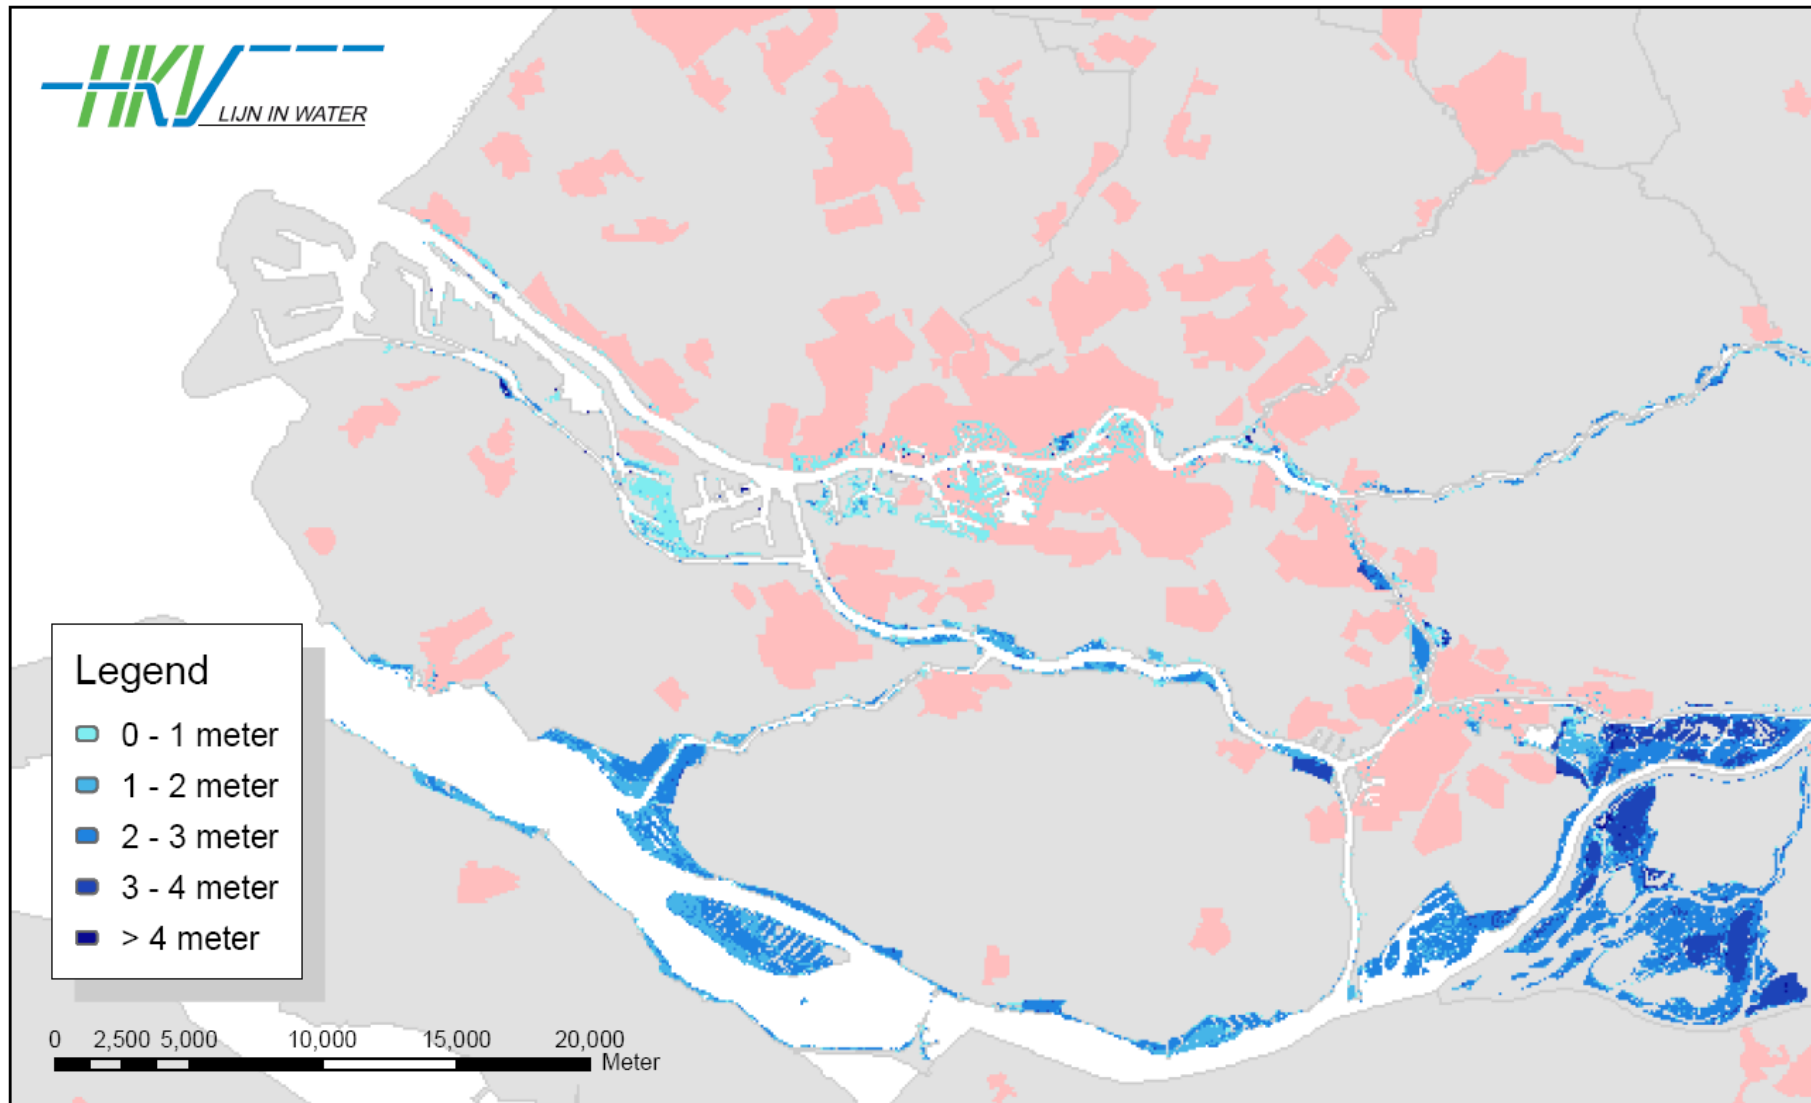 HKV
LIJN IN WATER
Legend
0 - 1 meter
1 - 2 meter
2 - 3 meter
3 - 4 meter
> 4 meter
0 2,500 5,000 10,000 15,000 20,000
Meter